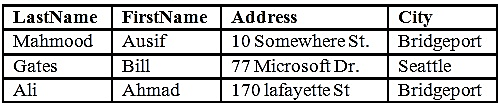 LastName FirstName Address City
Mahmood Ausif 10 Somewhere St. Bridgeport
Gates Bill 77 Microsoft Dr. Seattle
Ali Ahmad 170 lafayette St Bridgeport